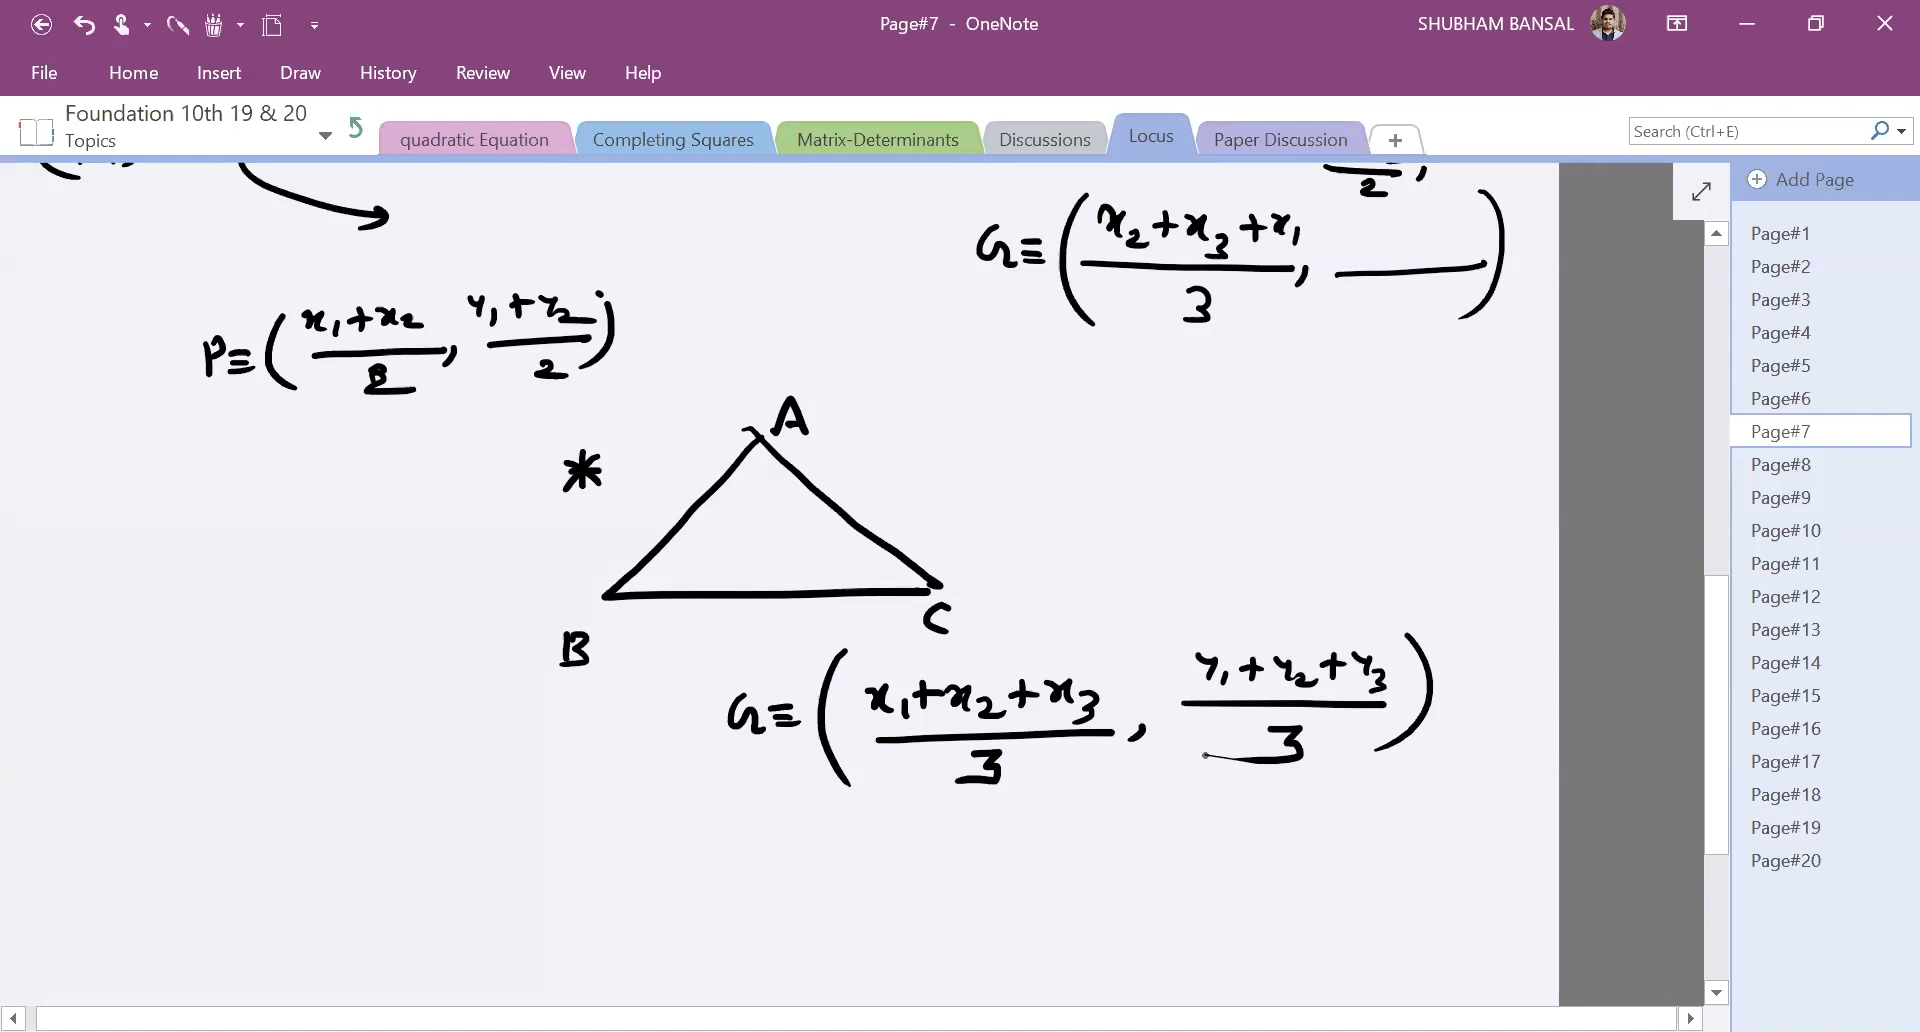 Page#7 - OneNote
SHUBHAM BANSAL
File Home Insert Draw History Review View Help
Foundation 10th 19 & 20
Topics
quadratic Equation Completing Squares Matrix-Determinants Discussions Locus Paper Discussion +
Search (Ctrl+E)
Add Page
Page#1
Page#2
Page#3
Page#4
Page#5
Page#6
Page#7
Page#8
Page#9
Page#10
Page#11
Page#12
Page#13
Page#14
Page#15
Page#16
Page#17
Page#18
Page#19
Page#20
2 ,
G ≡ ( x₂+x₃+x₁ / 3 , ___ )
P ≡ ( x₁+x₂ / 2 , y₁+y₂ / 2 )
*
A
B
C
G ≡ ( x₁+x₂+x₃ / 3 , y₁+y₂+y₃ / 3 )